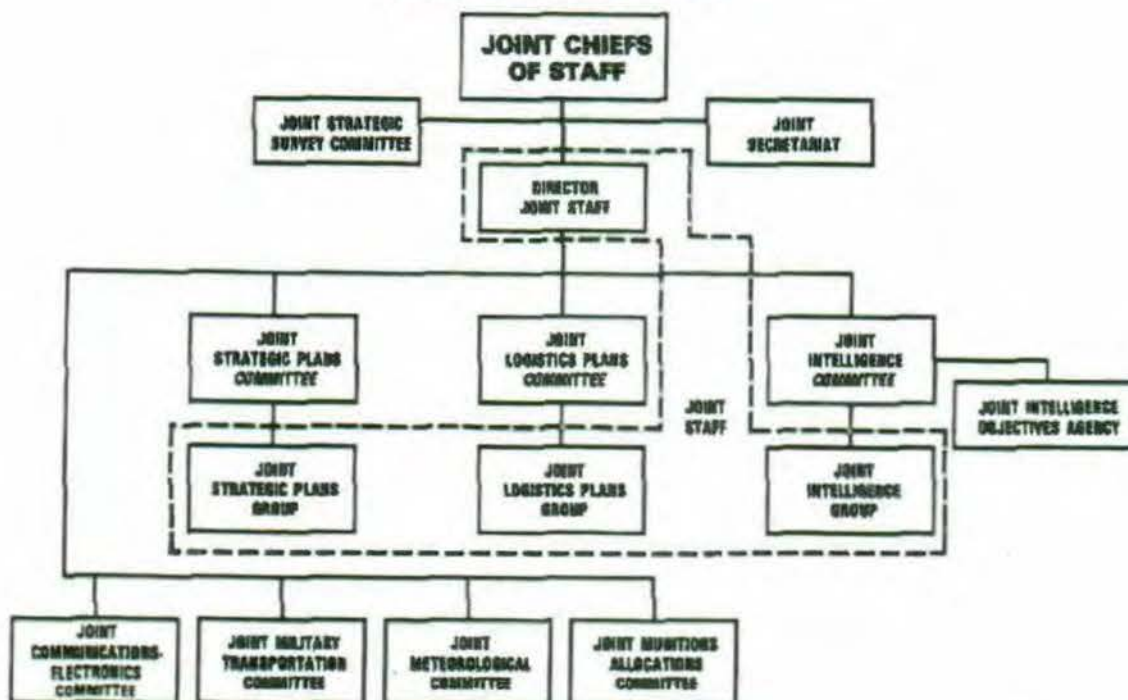 JOINT CHIEFS
OF STAFF
JOINT STRATEGIC
SURVEY COMMITTEE
JOINT
SECRETARIAT
DIRECTOR
JOINT STAFF
JOINT
STRATEGIC PLANS
COMMITTEE
JOINT
LOGISTICS PLANS
COMMITTEE
JOINT
INTELLIGENCE
COMMITTEE
JOINT INTELLIGENCE
OBJECTIVES AGENCY
JOINT
STAFF
JOINT
STRATEGIC PLANS
GROUP
JOINT
LOGISTICS PLANS
GROUP
JOINT
INTELLIGENCE
GROUP
JOINT
COMMUNICATIONS-
ELECTRONICS
COMMITTEE
JOINT MILITARY
TRANSPORTATION
COMMITTEE
JOINT
METEOROLOGICAL
COMMITTEE
JOINT MUNITIONS
ALLOCATIONS
COMMITTEE